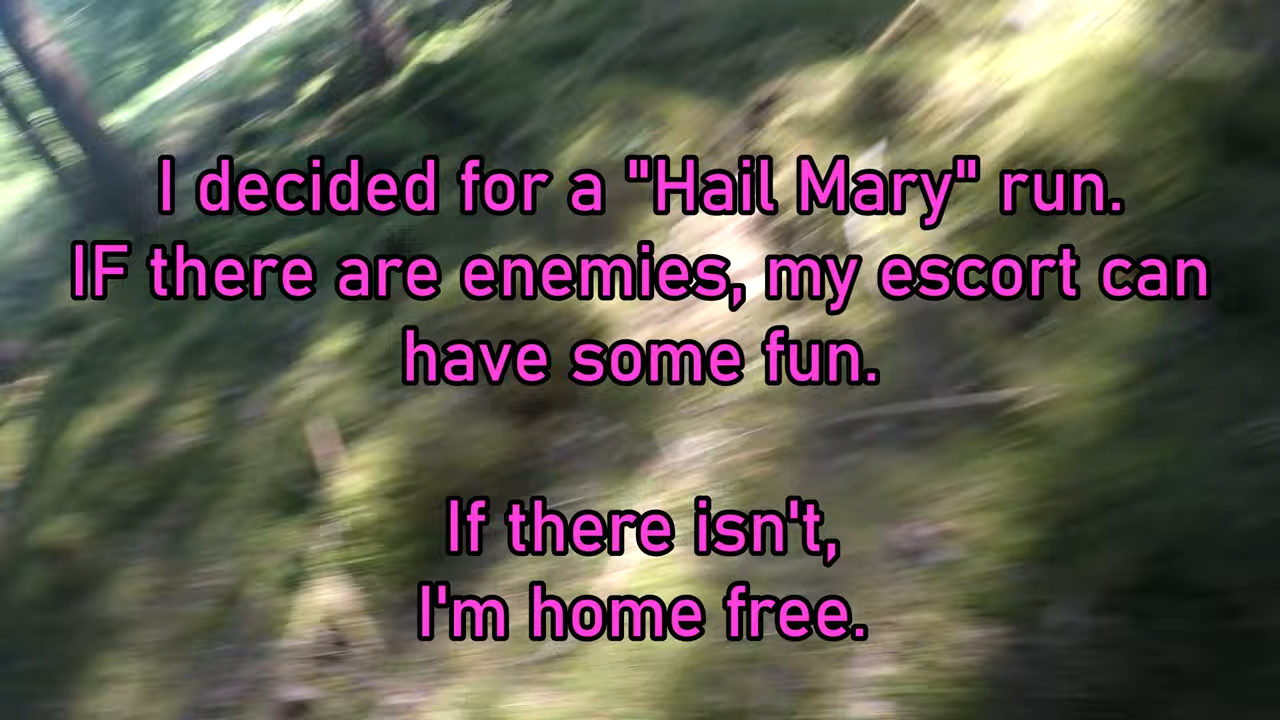 I decided for a "Hail Mary" run.
IF there are enemies, my escort can
have some fun.
If there isn't,
I'm home free.